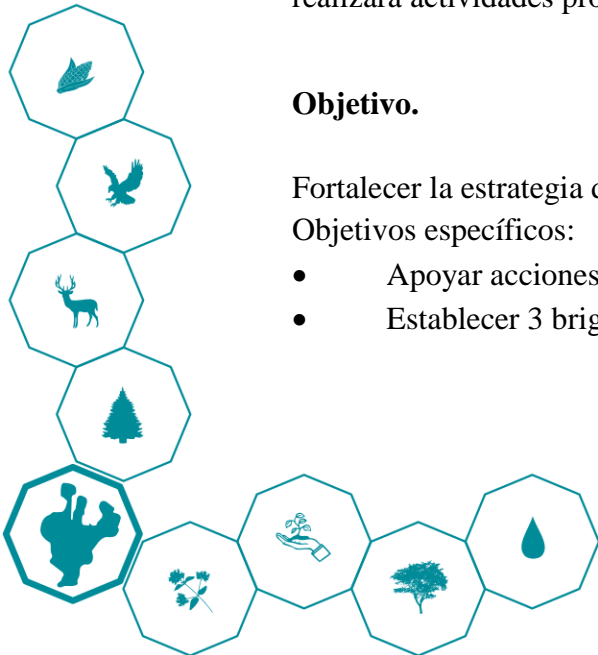 Objetivo.
Fortalecer la estrategia
Objetivos específicos:
• Apoyar acciones
• Establecer 3